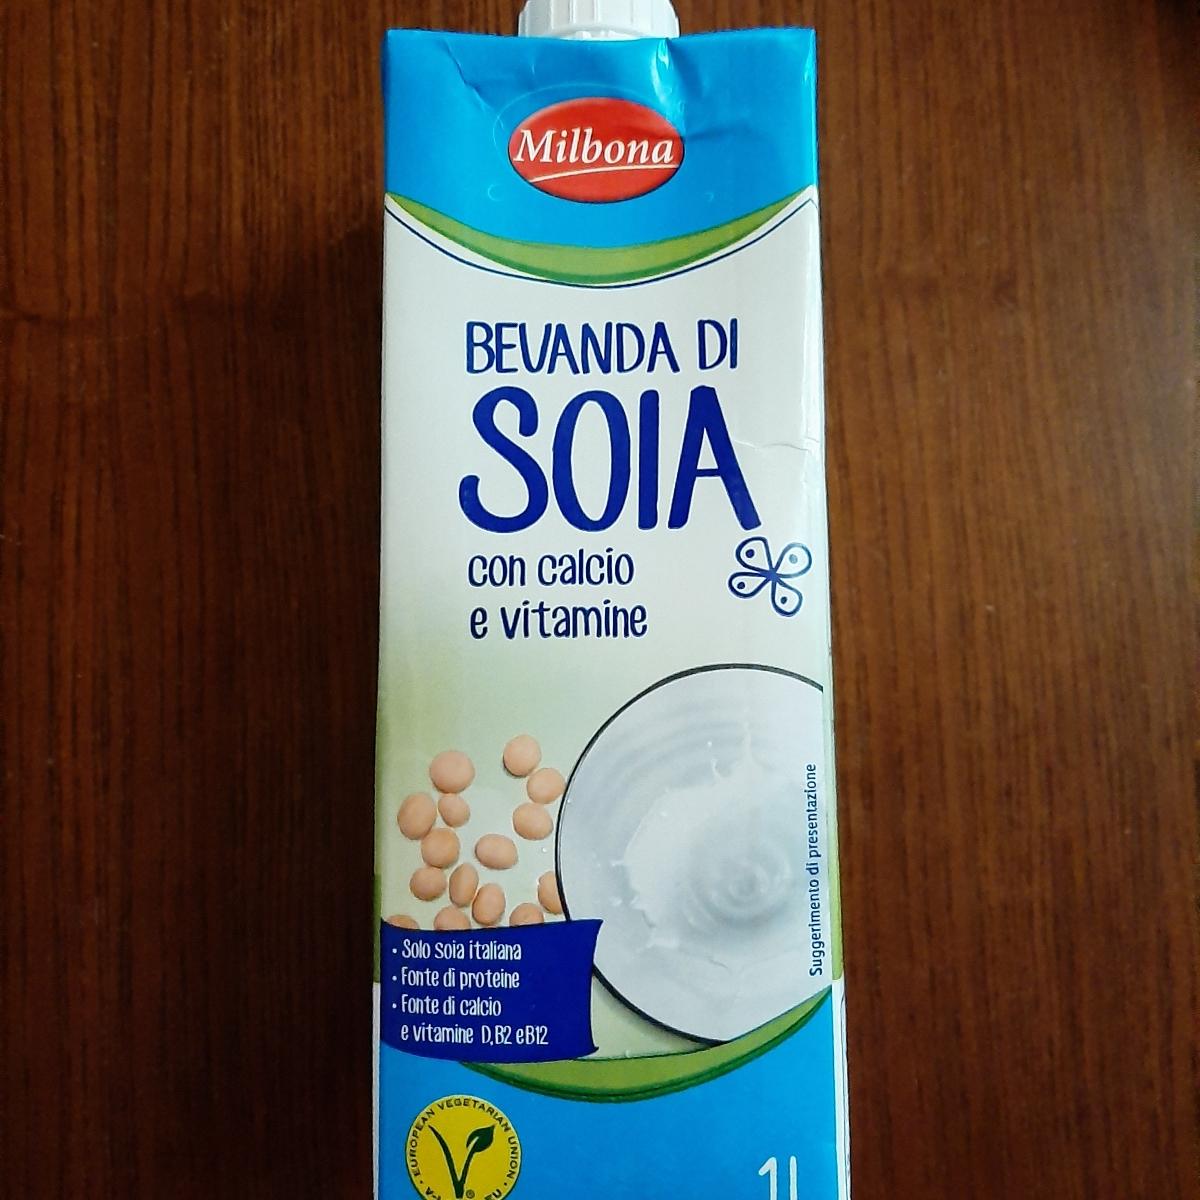 Milbona
BEVANDA DI
SOIA
con calcio
e vitamine
Suggerimento di presentazione
• Solo soia italiana
• Fonte di proteine
• Fonte di calcio
e vitamine D, B2 e B12
EUROPEAN VEGETARIAN UNION
1L